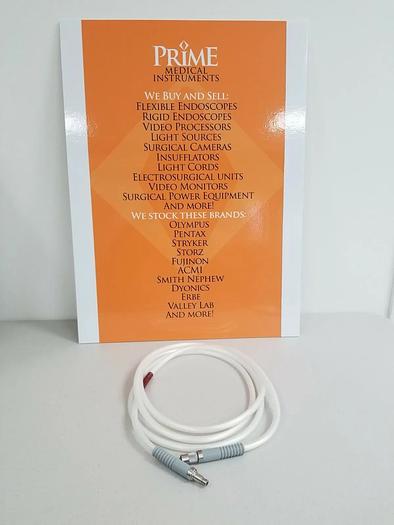 PRIME
MEDICAL
INSTRUMENTS
WE BUY AND SELL:
FLEXIBLE ENDOSCOPES
RIGID ENDOSCOPES
VIDEO PROCESSORS
LIGHT SOURCES
SURGICAL CAMERAS
INSUFFLATORS
LIGHT CORDS
ELECTROSURGICAL UNITS
VIDEO MONITORS
SURGICAL POWER EQUIPMENT
AND MORE!
WE STOCK THESE BRANDS:
OLYMPUS
PENTAX
STRYKER
STORZ
FUJINON
ACMI
SMITH NEPHEW
DYONICS
ERBE
VALLEY LAB
AND MORE!